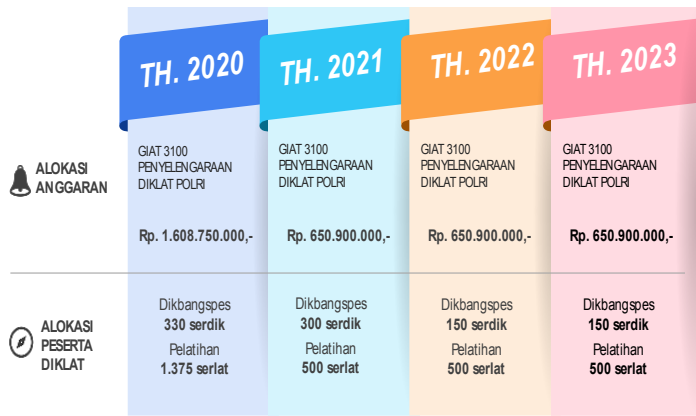 TH. 2020
TH. 2021
TH. 2022
TH. 2023
ALOKASI
ANGGARAN
GIAT 3100
PENYELENGARAAN
DIKLAT POLRI
Rp. 1.608.750.000,-
GIAT 3100
PENYELENGARAAN
DIKLAT POLRI
Rp. 650.900.000,-
GIAT 3100
PENYELENGARAAN
DIKLAT POLRI
Rp. 650.900.000,-
GIAT 3100
PENYELENGARAAN
DIKLAT POLRI
Rp. 650.900.000,-
ALOKASI
PESERTA
DIKLAT
Dikbangspes
330 serdik
Pelatihan
1.375 serlat
Dikbangspes
300 serdik
Pelatihan
500 serlat
Dikbangspes
150 serdik
Pelatihan
500 serlat
Dikbangspes
150 serdik
Pelatihan
500 serlat